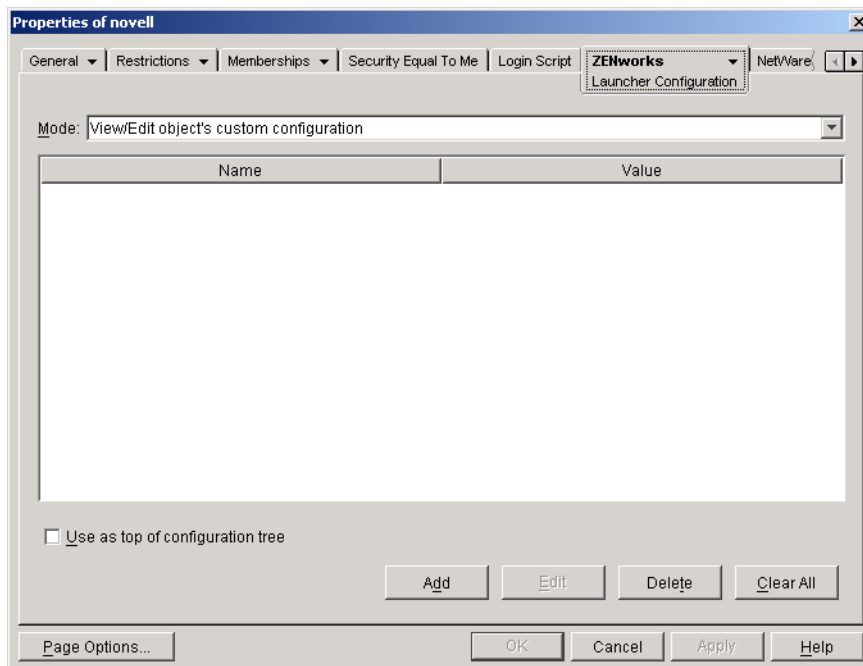 Properties of novell
General Restrictions Memberships Security Equal To Me Login Script ZENworks NetWare
Launcher Configuration
Mode: View/Edit object's custom configuration
Name Value
Use as top of configuration tree
Add Edit Delete Clear All
Page Options... OK Cancel Apply Help